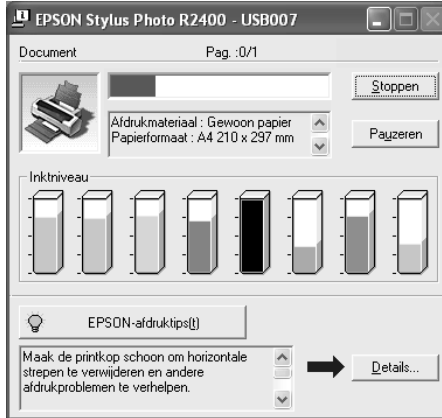 EPSON Stylus Photo R2400 - USB007
Document Pag. :0/1
Stoppen
Afdrukmateriaal : Gewoon papier
Papierformaat : A4 210 x 297 mm
Pauzeren
Inktniveau
EPSON-afdruktips(t)
Maak de printkop schoon om horizontale
strepen te verwijderen en andere
afdrukproblemen te verhelpen.
Details...